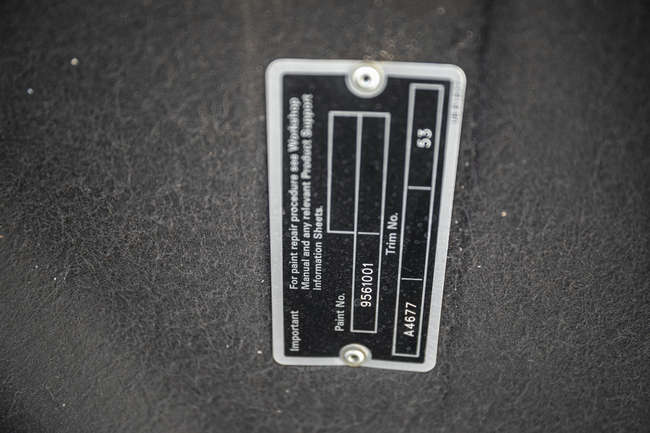 Important
For paint repair procedure see Workshop
Manual and any relevant Product Support
Information Sheets.
Paint No.
9561001
Trim No.
A4677 53